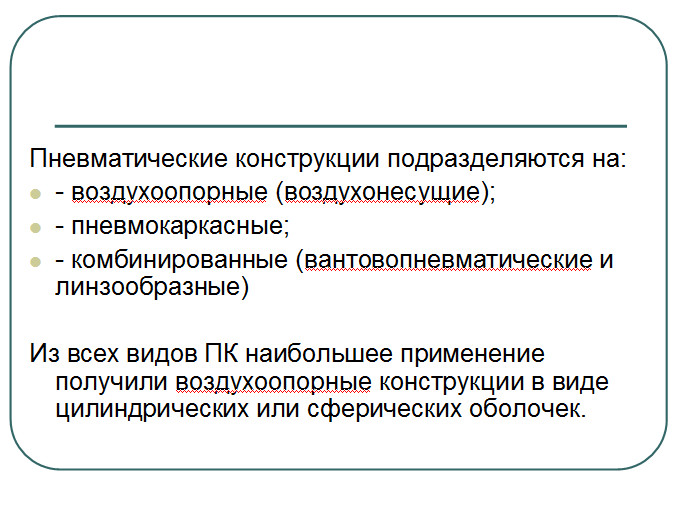 Пневматические конструкции подразделяются на:
- воздухоопорные (воздухонесущие);
- пневмокаркасные;
- комбинированные (вантовопневматические и
линзообразные)
Из всех видов ПК наибольшее применение
получили воздухоопорные конструкции в виде
цилиндрических или сферических оболочек.